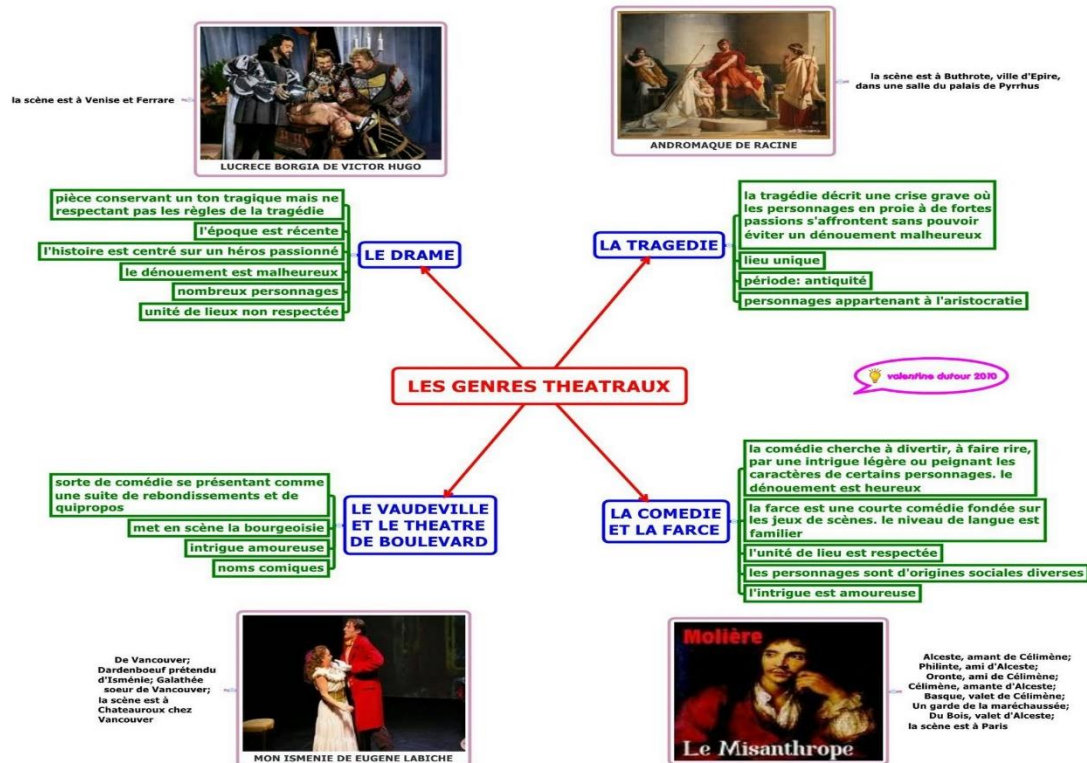 la scène est à Venise et Ferrare
LUCRECE BORGIA DE VICTOR HUGO
la scène est à Buthrote, ville d'Epire,
dans une salle du palais de Pyrrhus
ANDROMAQUE DE RACINE
pièce conservant un ton tragique mais ne
respectant pas les règles de la tragédie
l'époque est récente
l'histoire est centré sur un héros passionné
le dénouement est malheureux
nombreux personnages
unité de lieux non respectée
LE DRAME
LA TRAGEDIE
la tragédie décrit une crise grave où
les personnages en proie à de fortes
passions s'affrontent sans pouvoir
éviter un dénouement malheureux
lieu unique
période: antiquité
personnages appartenant à l'aristocratie
LES GENRES THEATRAUX
valentine dutour 2010
sorte de comédie se présentant comme
une suite de rebondissements et de
quipropos
met en scène la bourgeoisie
intrigue amoureuse
noms comiques
LE VAUDEVILLE
ET LE THEATRE
DE BOULEVARD
LA COMEDIE
ET LA FARCE
la comédie cherche à divertir, à faire rire,
par une intrigue légère ou peignant les
caractères de certains personnages. le
dénouement est heureux
la farce est une courte comédie fondée sur
les jeux de scènes. le niveau de langue est
familier
l'unité de lieu est respectée
les personnages sont d'origines sociales diverses
l'intrigue est amoureuse
De Vancouver;
Dardenboeuf prétendu
d'Isménie; Galathée
soeur de Vancouver;
la scène est à
Chateauroux chez
Vancouver
MON ISMENIE DE EUGENE LABICHE
Molière
Le Misanthrope
Alceste, amant de Célimène;
Philinte, ami d'Alceste;
Oronte, ami de Célimène;
Célimène, amante d'Alceste;
Basque, valet de Célimène;
Un garde de la maréchaussée;
Du Bois, valet d'Alceste;
la scène est à Paris